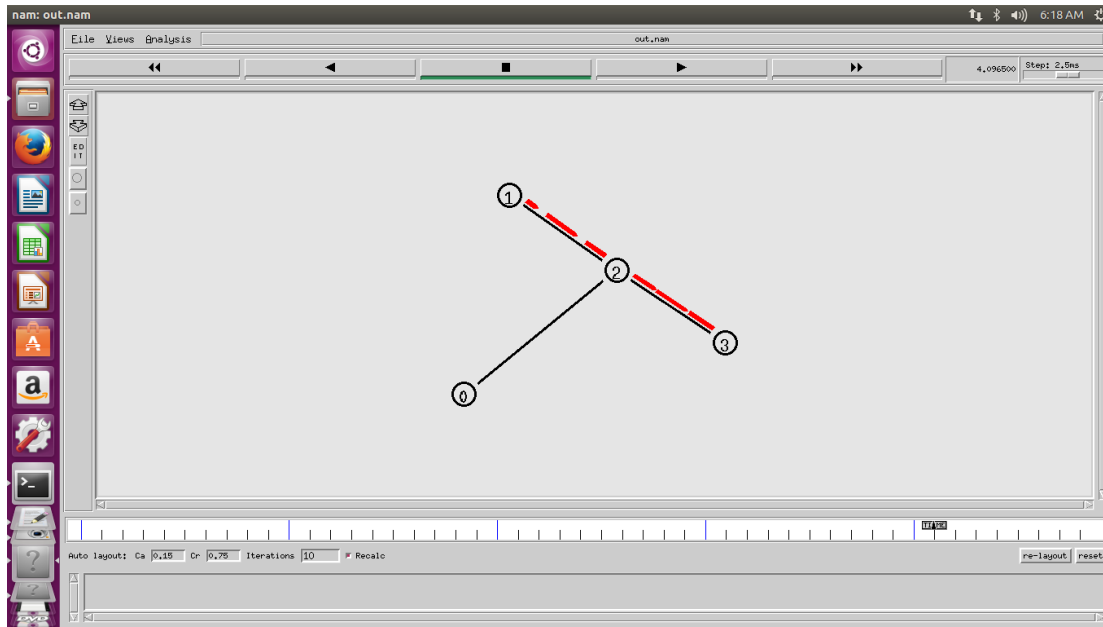 nam: out.nam
6:18 AM
File Views Analysis
out.nam
4.096500
Step: 2.5ms
ED
IT
1
2
3
0
TIME
Auto layout: Ca 0.15 Cr 0.75 Iterations 10 Recalc
re-layout reset